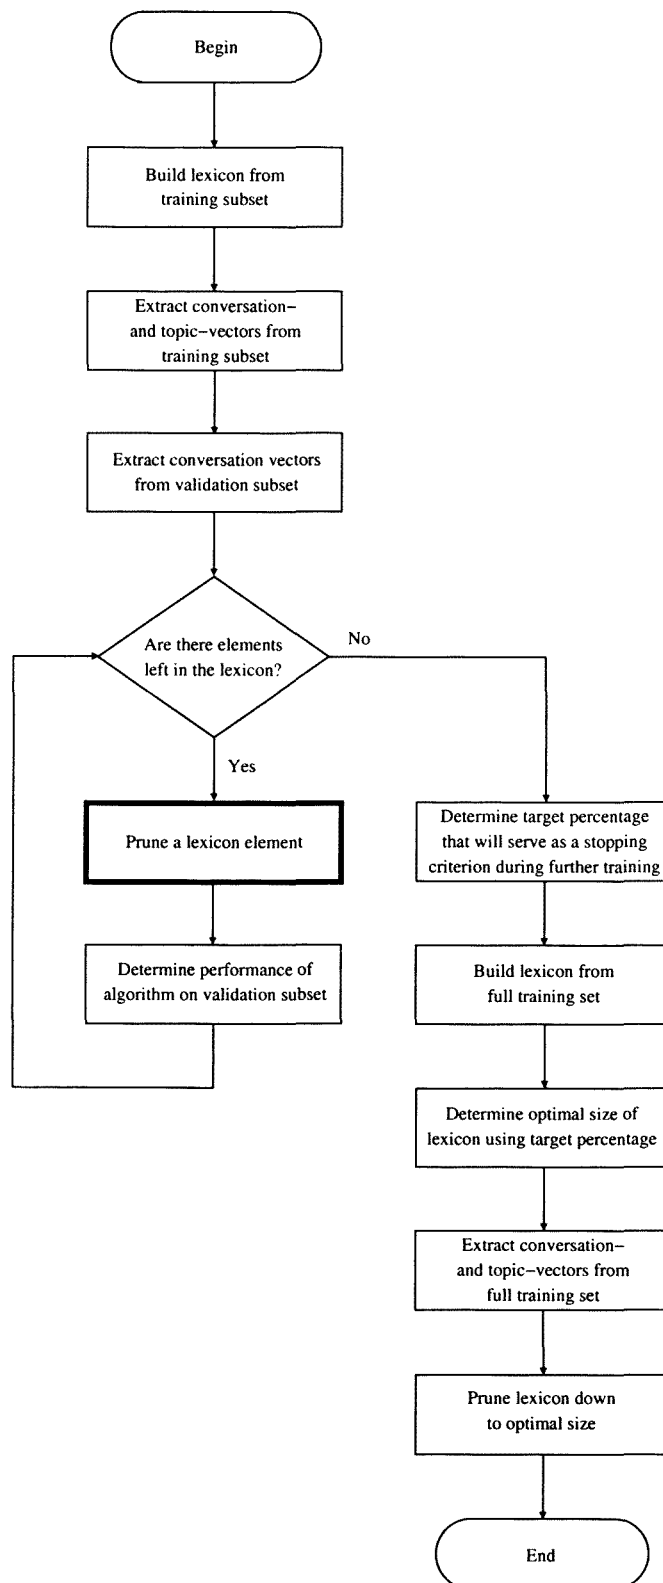 Begin
Build lexicon from
training subset
Extract conversation–
and topic–vectors from
training subset
Extract conversation vectors
from validation subset
Are there elements
left in the lexicon?
No
Yes
Prune a lexicon element
Determine performance of
algorithm on validation subset
Determine target percentage
that will serve as a stopping
criterion during further training
Build lexicon from
full training set
Determine optimal size of
lexicon using target percentage
Extract conversation–
and topic–vectors from
full training set
Prune lexicon down
to optimal size
End